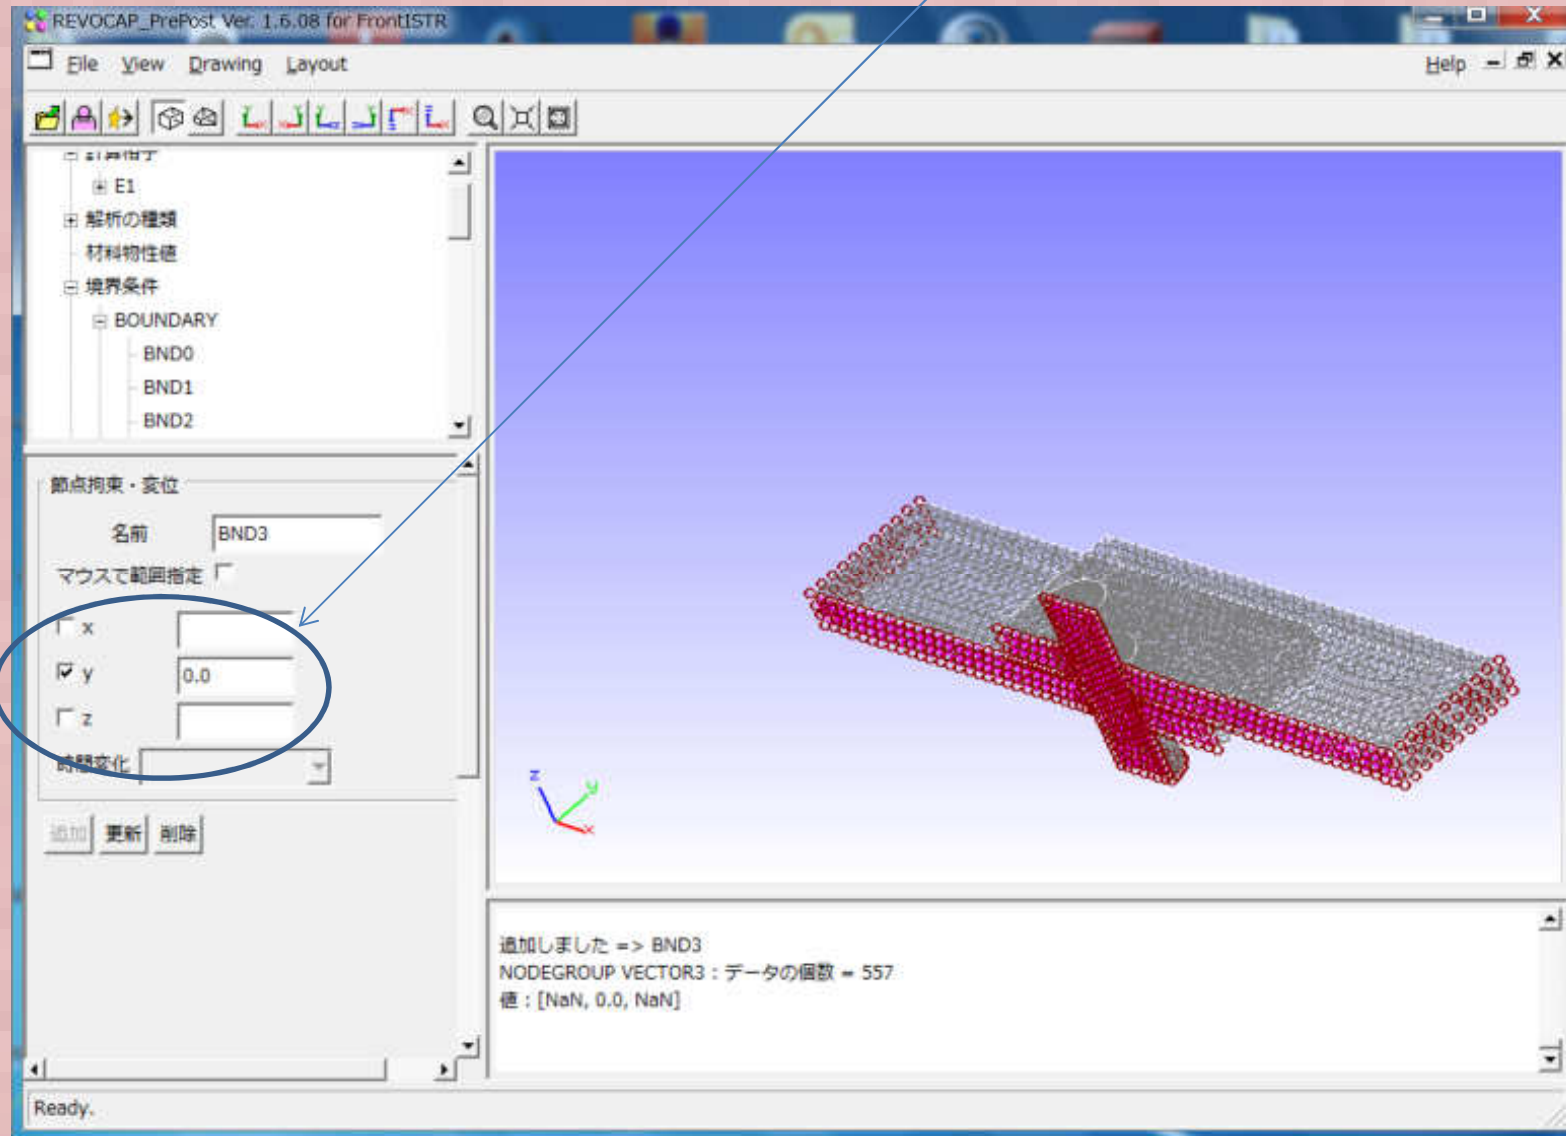 REVOCAP_PrePost Ver. 1.6.08 for FrontISTR
File View Drawing Layout Help
計算格子
E1
解析の種類
材料物性値
境界条件
BOUNDARY
BND0
BND1
BND2
節点拘束・変位
名前 BND3
マウスで範囲指定
x
y 0.0
z
時間変化
追加 更新 削除
z
y
x
追加しました => BND3
NODEGROUP VECTOR3 : データの個数 = 557
値 : [NaN, 0.0, NaN]
Ready.